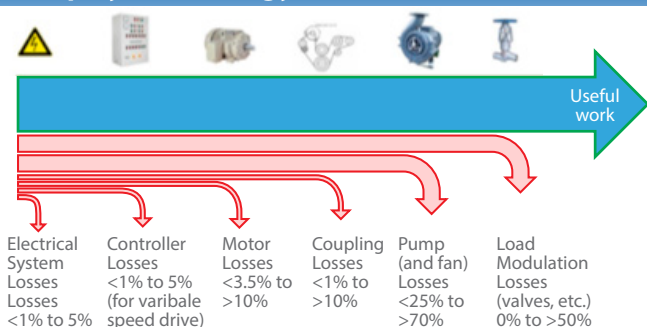 Useful
work
Electrical
System
Losses
Losses
<1% to 5%
Controller
Losses
<1% to 5%
(for varibale
speed drive)
Motor
Losses
<3.5% to
>10%
Coupling
Losses
<1% to
>10%
Pump
(and fan)
Losses
<25% to
>70%
Load
Modulation
Losses
(valves, etc.)
0% to >50%